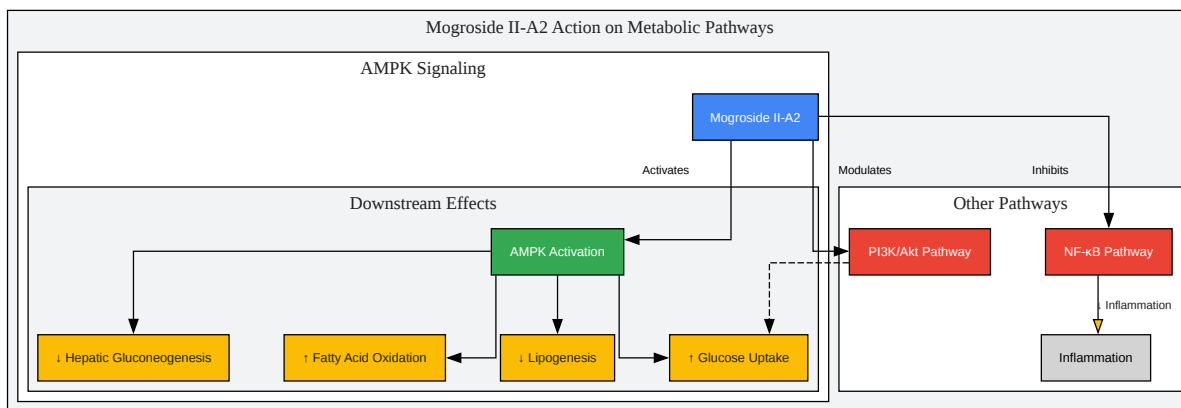 Mogroside II-A2 Action on Metabolic Pathways
AMPK Signaling
Mogroside II-A2
Activates
Modulates
Inhibits
Downstream Effects
Other Pathways
AMPK Activation
PI3K/Akt Pathway
NF-κB Pathway
↓ Inflammation
↓ Hepatic Gluconeogenesis
↑ Fatty Acid Oxidation
↓ Lipogenesis
↑ Glucose Uptake
Inflammation